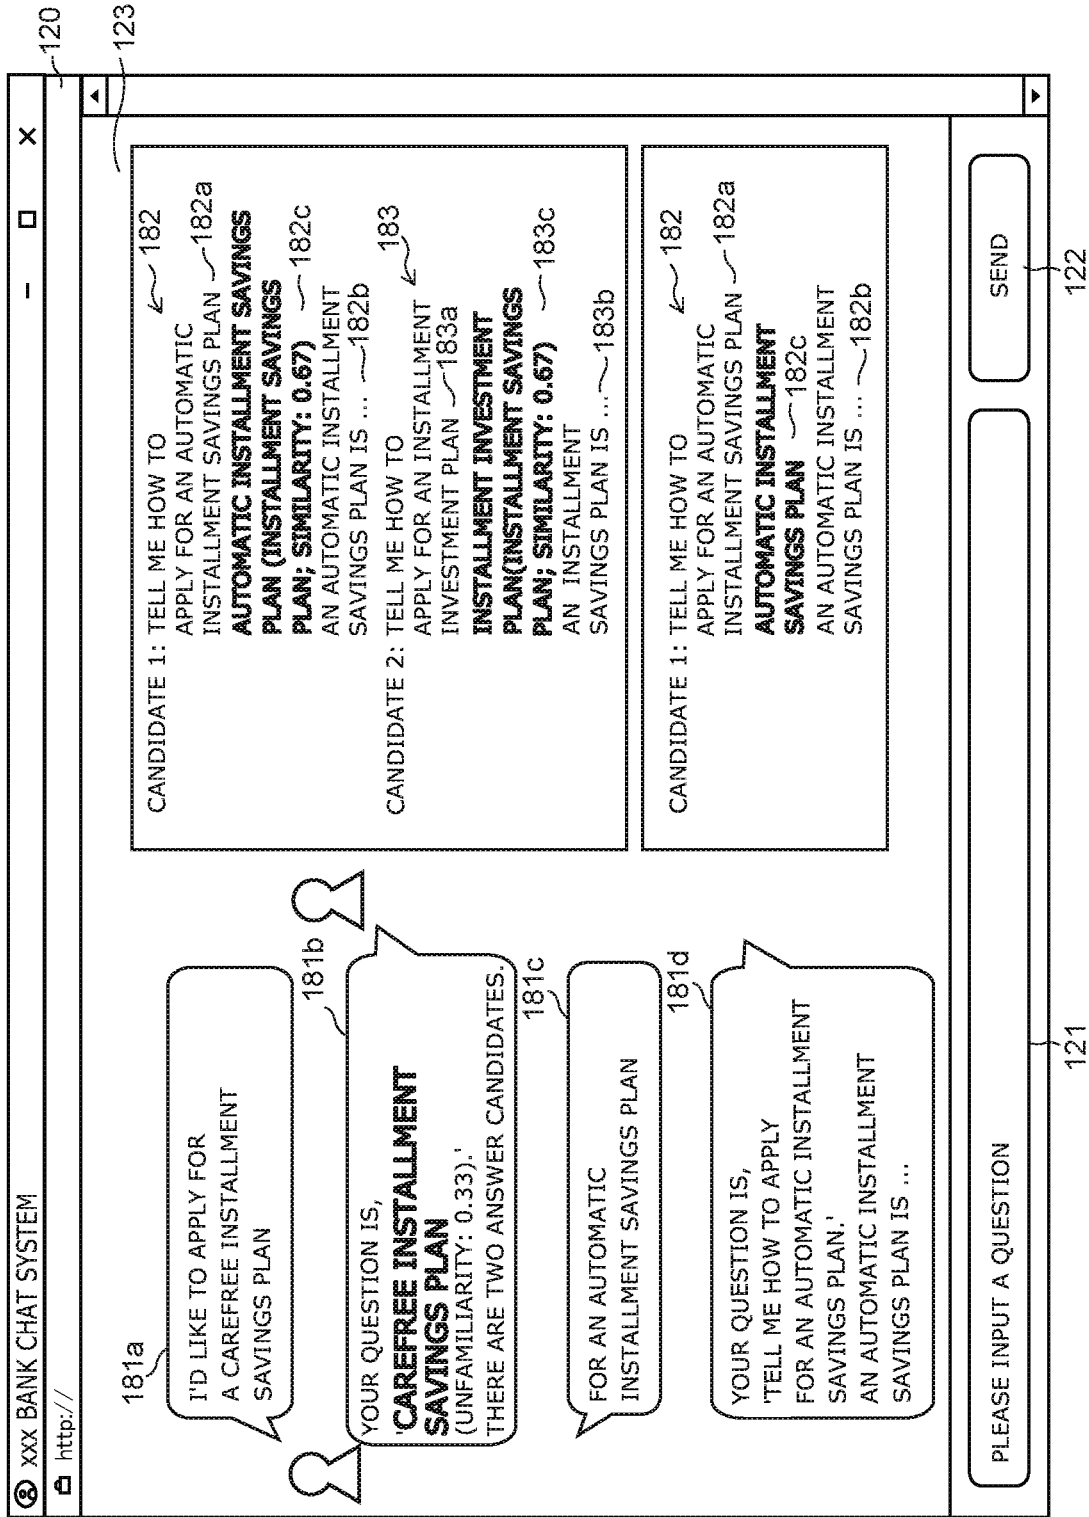 xxx BANK CHAT SYSTEM
http://
120
123
181a
I'D LIKE TO APPLY FOR
A CAREFREE INSTALLMENT
SAVINGS PLAN
181b
YOUR QUESTION IS,
'CAREFREE INSTALLMENT
SAVINGS PLAN
(UNFAMILIARITY: 0.33).'
THERE ARE TWO ANSWER CANDIDATES.
181c
FOR AN AUTOMATIC
INSTALLMENT SAVINGS PLAN
181d
YOUR QUESTION IS,
'TELL ME HOW TO APPLY
FOR AN AUTOMATIC INSTALLMENT
SAVINGS PLAN.'
AN AUTOMATIC INSTALLMENT
SAVINGS PLAN IS ...
CANDIDATE 1: TELL ME HOW TO 182
APPLY FOR AN AUTOMATIC
INSTALLMENT SAVINGS PLAN 182a
AUTOMATIC INSTALLMENT SAVINGS
PLAN (INSTALLMENT SAVINGS
PLAN; SIMILARITY: 0.67) 182c
AN AUTOMATIC INSTALLMENT
SAVINGS PLAN IS ... 182b
CANDIDATE 2: TELL ME HOW TO 183
APPLY FOR AN INSTALLMENT
INVESTMENT PLAN 183a
INSTALLMENT INVESTMENT
PLAN(INSTALLMENT SAVINGS
PLAN; SIMILARITY: 0.67) 183c
AN INSTALLMENT
SAVINGS PLAN IS ... 183b
CANDIDATE 1: TELL ME HOW TO 182
APPLY FOR AN AUTOMATIC
INSTALLMENT SAVINGS PLAN 182a
AUTOMATIC INSTALLMENT
SAVINGS PLAN 182c
AN AUTOMATIC INSTALLMENT
SAVINGS PLAN IS ... 182b
PLEASE INPUT A QUESTION
SEND
121
122